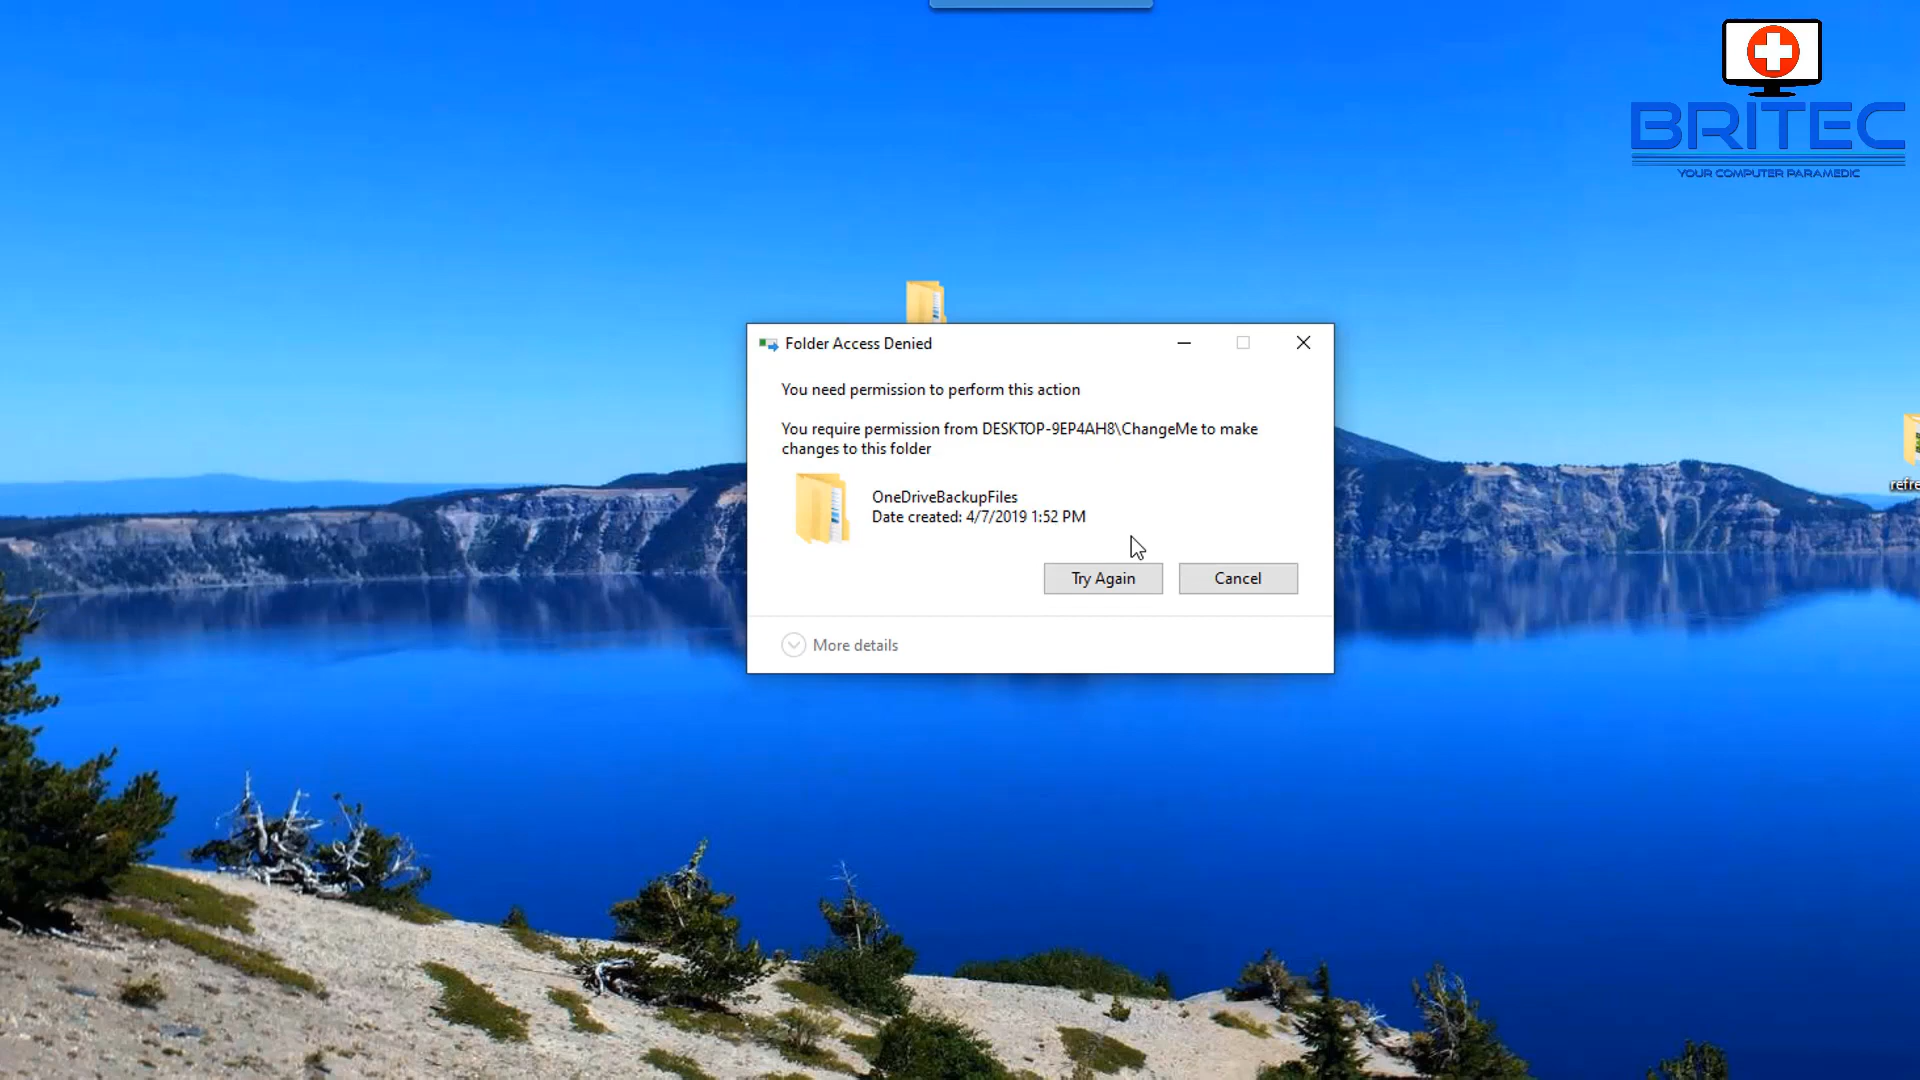 BRITEC
YOUR COMPUTER PARAMEDIC
Folder Access Denied
You need permission to perform this action
You require permission from DESKTOP-9EP4AH8\ChangeMe to make
changes to this folder
OneDriveBackupFiles
Date created: 4/7/2019 1:52 PM
refre
Try Again
Cancel
More details